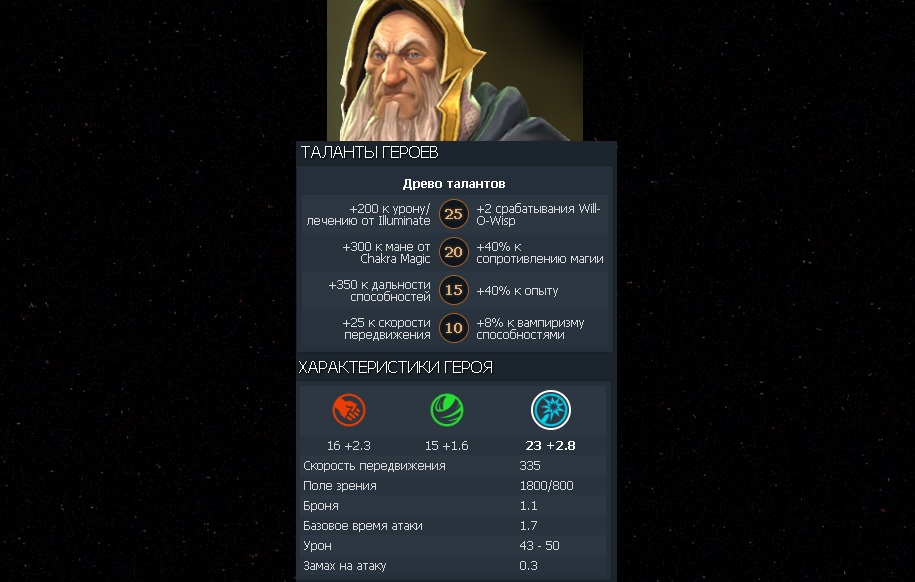 ТАЛАНТЫ ГЕРОЕВ
Древо талантов
+200 к урону/
лечению от Illuminate
25
+2 срабатывания Will-
O-Wisp
+300 к мане от
Chakra Magic
20
+40% к
сопротивлению магии
+350 к дальности
способностей
15
+40% к опыту
+25 к скорости
передвижения
10
+8% к вампиризму
способностями
ХАРАКТЕРИСТИКИ ГЕРОЯ
16 +2.3 15 +1.6 23 +2.8
Скорость передвижения 335
Поле зрения 1800/800
Броня 1.1
Базовое время атаки 1.7
Урон 43 - 50
Замах на атаку 0.3